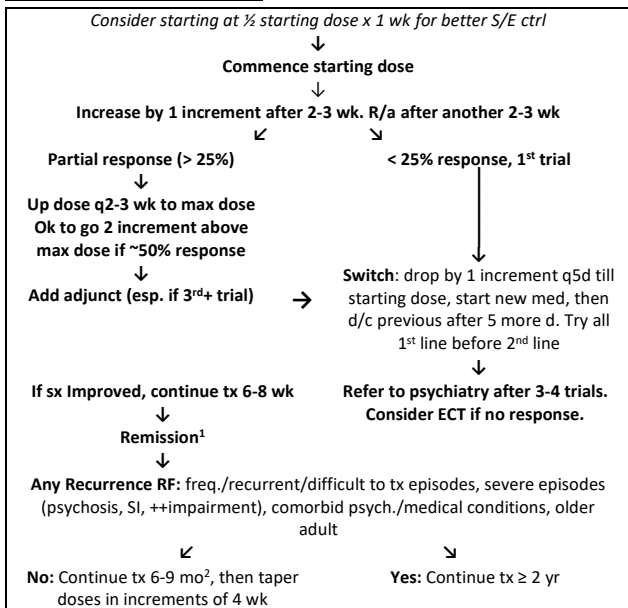 Consider starting at ½ starting dose x 1 wk for better S/E ctrl
↓
Commence starting dose
↓
Increase by 1 increment after 2-3 wk. R/a after another 2-3 wk
↙ ↘
Partial response (> 25%)
↓
Up dose q2-3 wk to max dose
Ok to go 2 increment above
max dose if ~50% response
↓
Add adjunct (esp. if 3rd+ trial)
→
< 25% response, 1st trial
↓
Switch: drop by 1 increment q5d till
starting dose, start new med, then
d/c previous after 5 more d. Try all
1st line before 2nd line
↓
Refer to psychiatry after 3-4 trials.
Consider ECT if no response.
If sx Improved, continue tx 6-8 wk
↓
Remission¹
↓
Any Recurrence RF: freq./recurrent/difficult to tx episodes, severe episodes
(psychosis, SI, ++impairment), comorbid psych./medical conditions, older
adult
↙ ↘
No: Continue tx 6-9 mo², then taper
doses in increments of 4 wk
Yes: Continue tx ≥ 2 yr